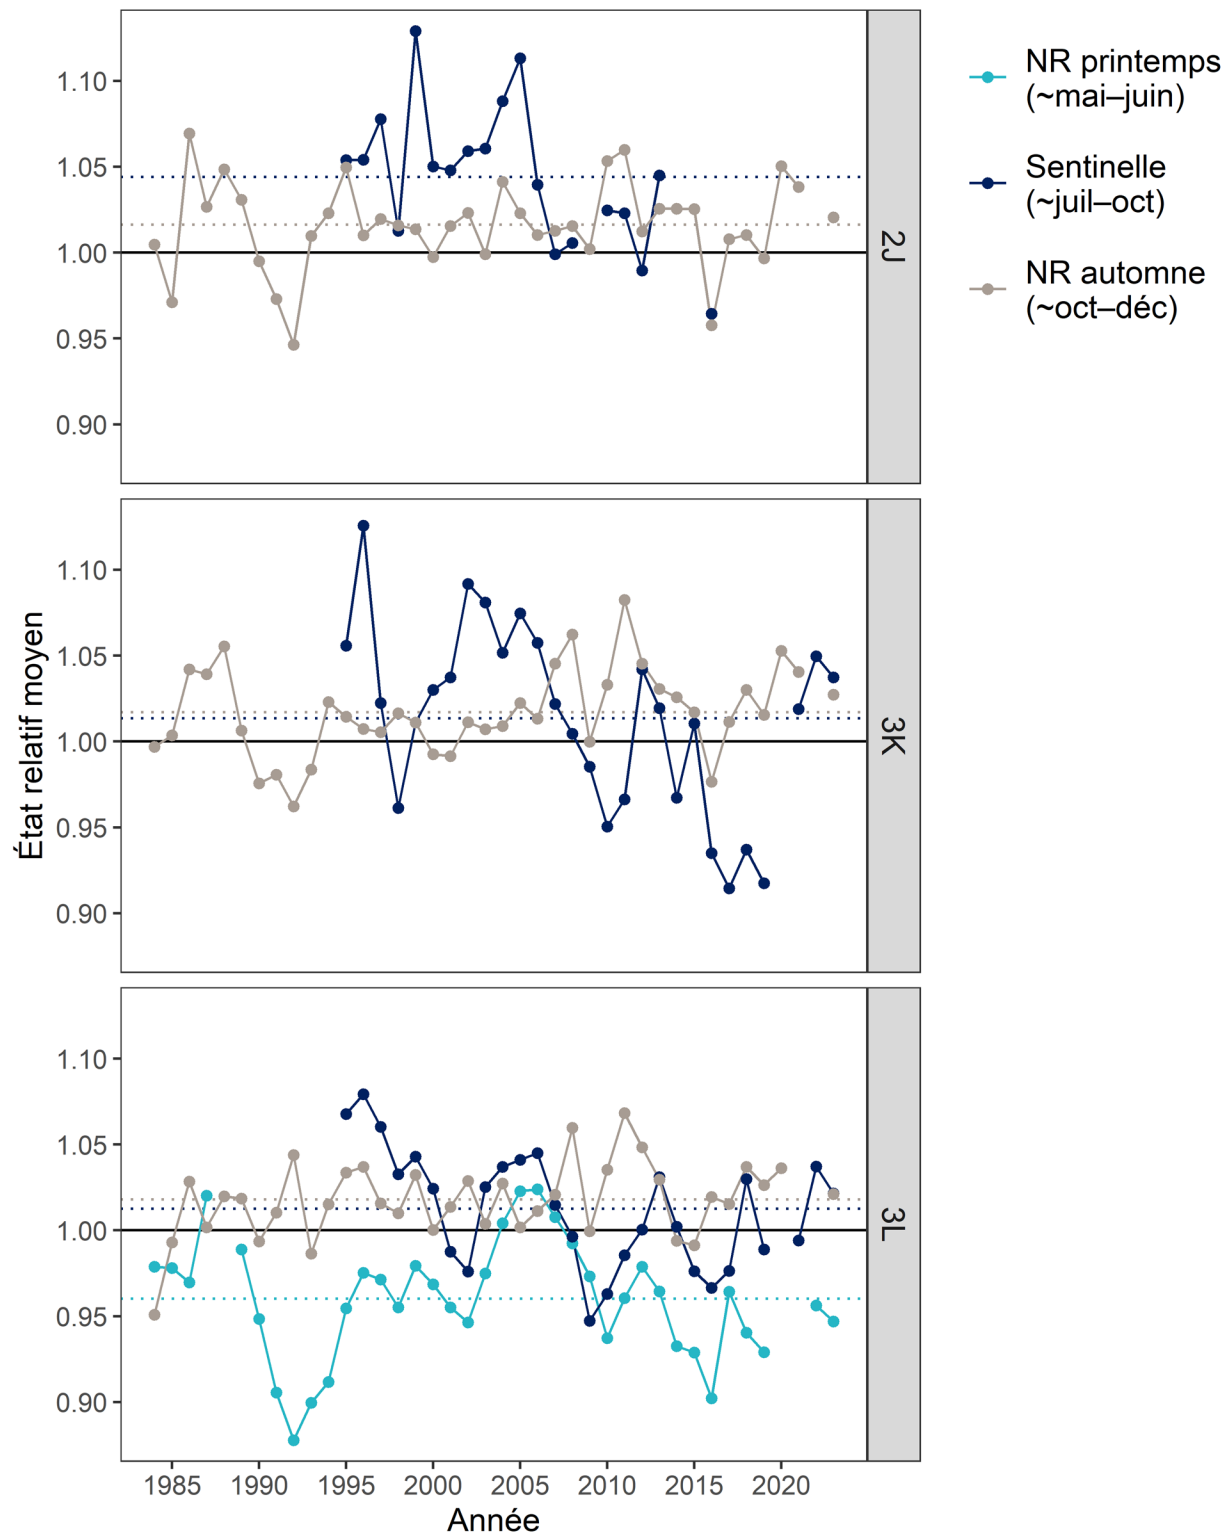 1.10
1.05
1.00
0.95
0.90
2J
1.10
1.05
1.00
0.95
0.90
3K
1.10
1.05
1.00
0.95
0.90
3L
État relatif moyen
1985
1990
1995
2000
2005
2010
2015
2020
Année
NR printemps
(~mai–juin)
Sentinelle
(~juil–oct)
NR automne
(~oct–déc)